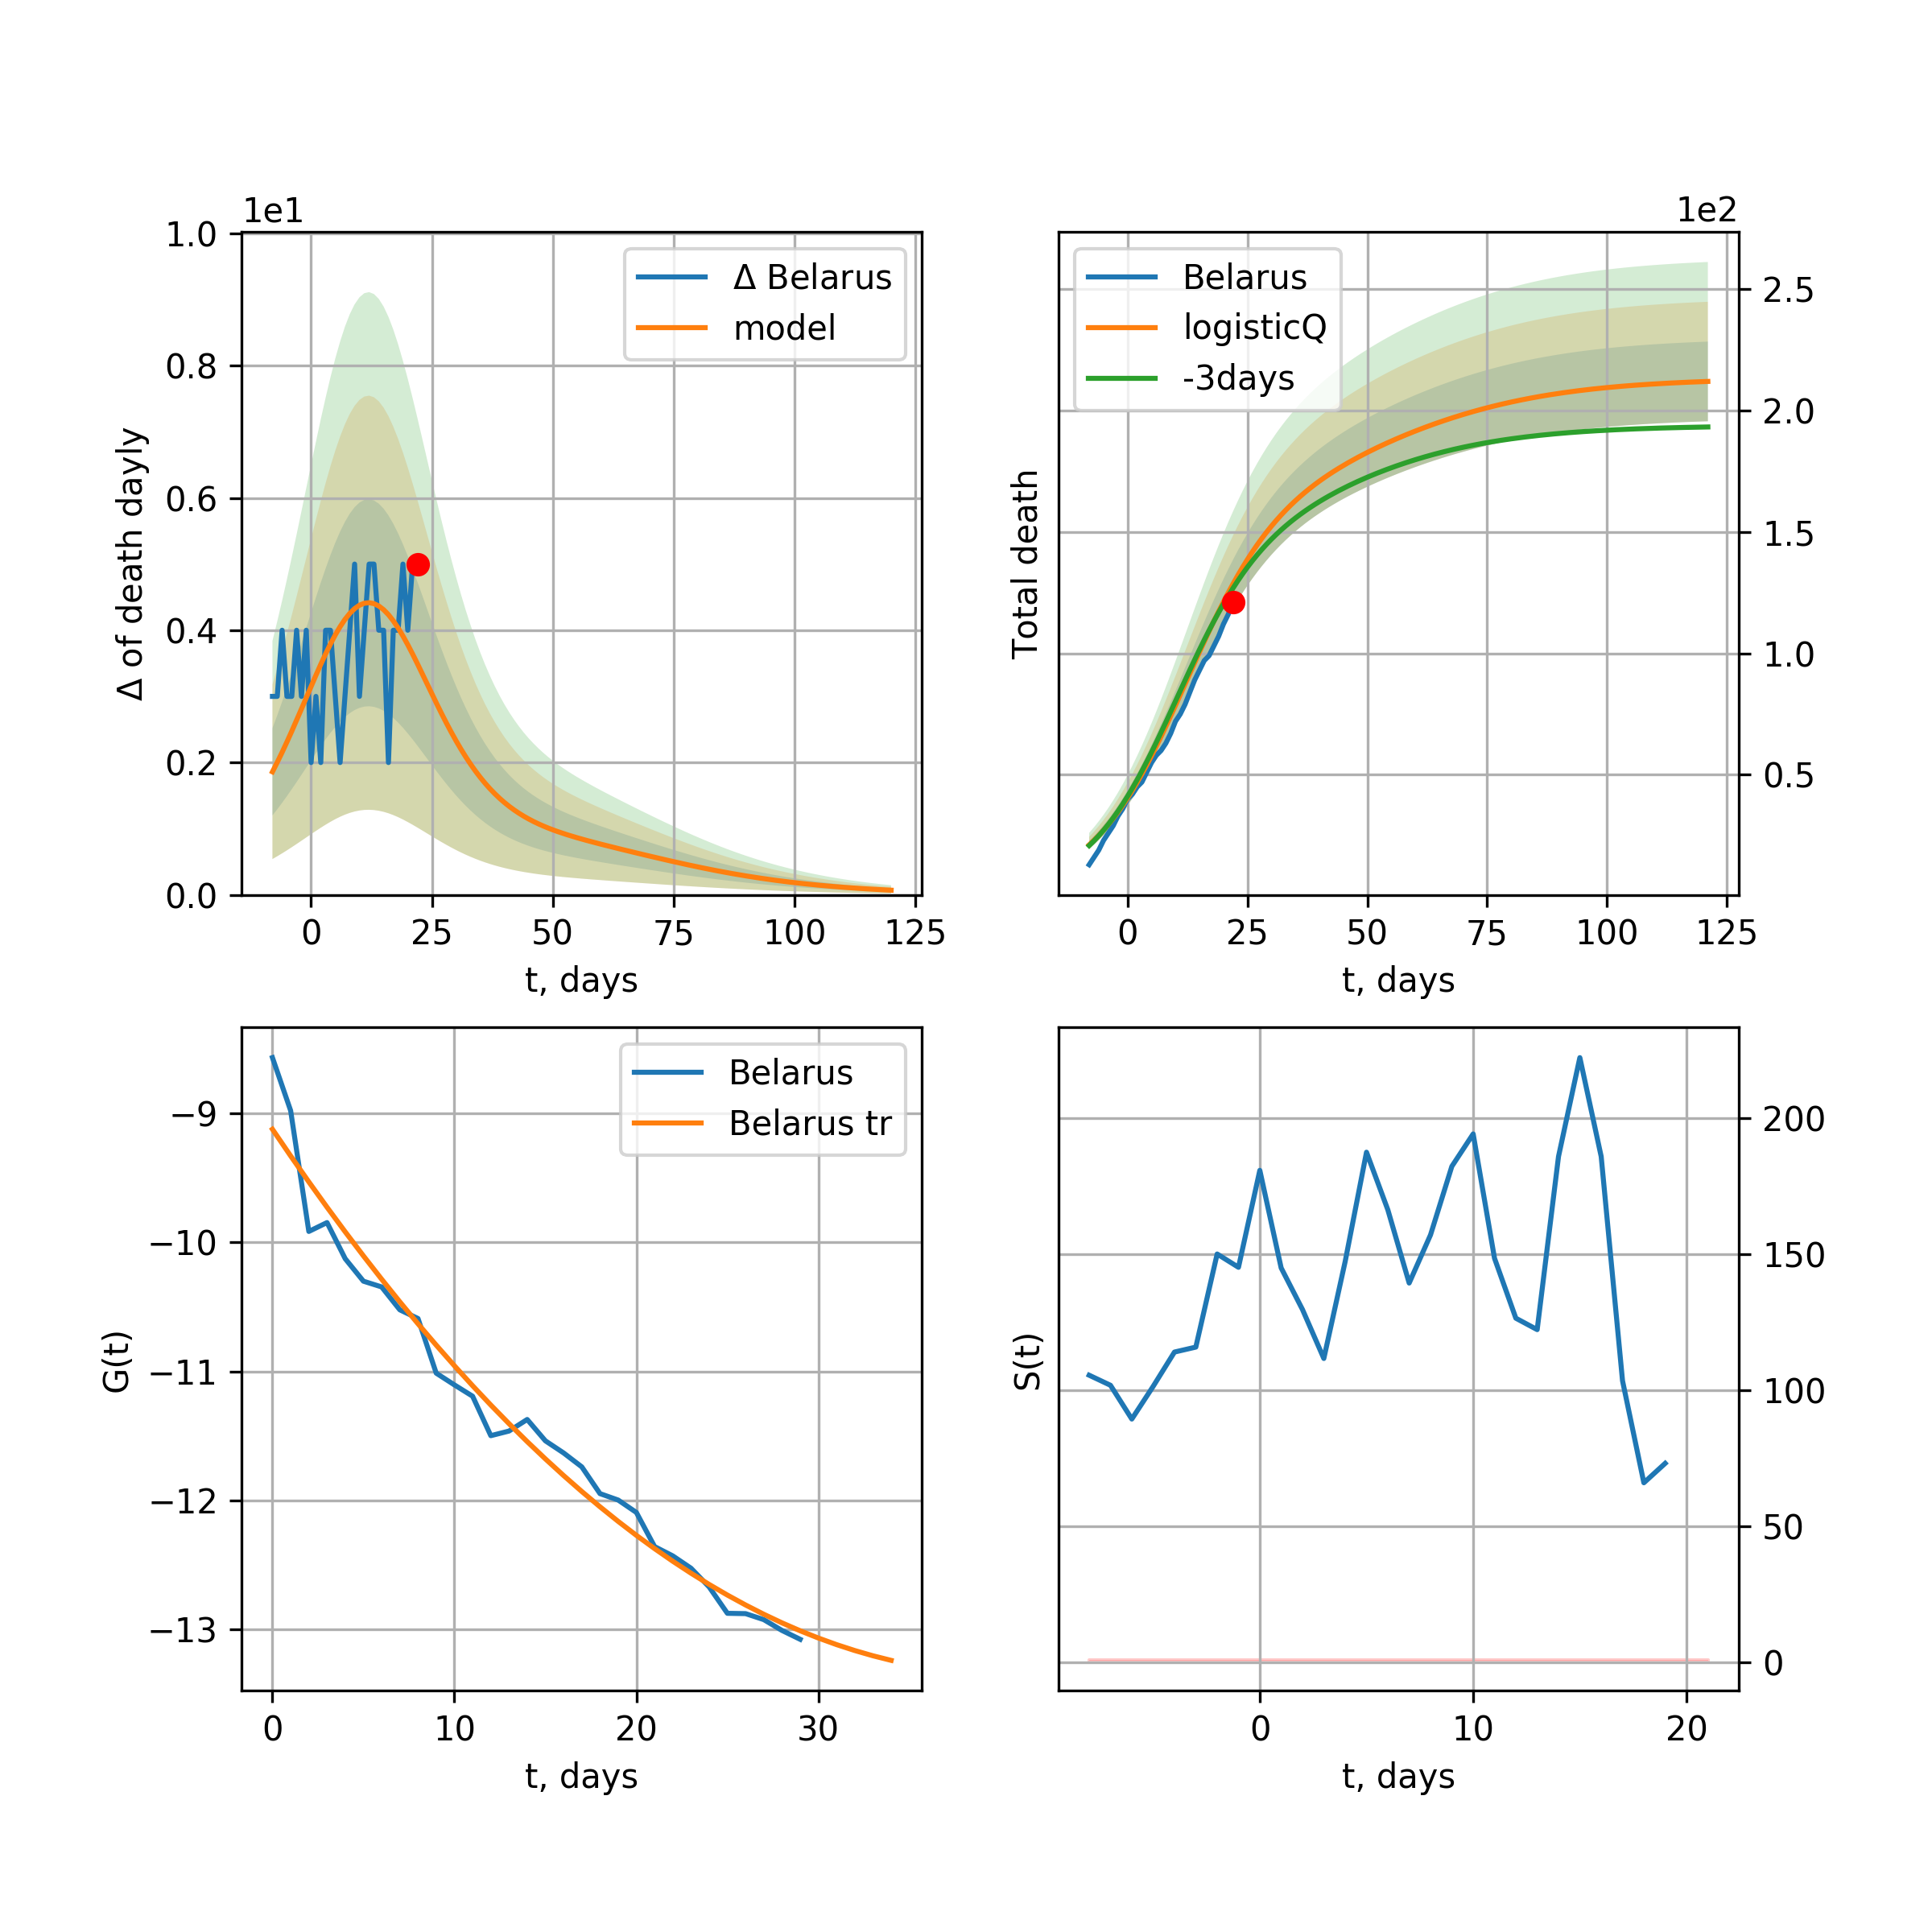 1e1
1.0
0.8
0.6
0.4
0.2
0.0
Δ of death dayly
Δ Belarus
model
0 25 50 75 100 125
t, days
1e2
Belarus
logisticQ
-3days
Total death
2.5
2.0
1.5
1.0
0.5
0 25 50 75 100 125
t, days
G(t)
−9
−10
−11
−12
−13
Belarus
Belarus tr
0 10 20 30
t, days
S(t)
200
150
100
50
0
0 10 20
t, days